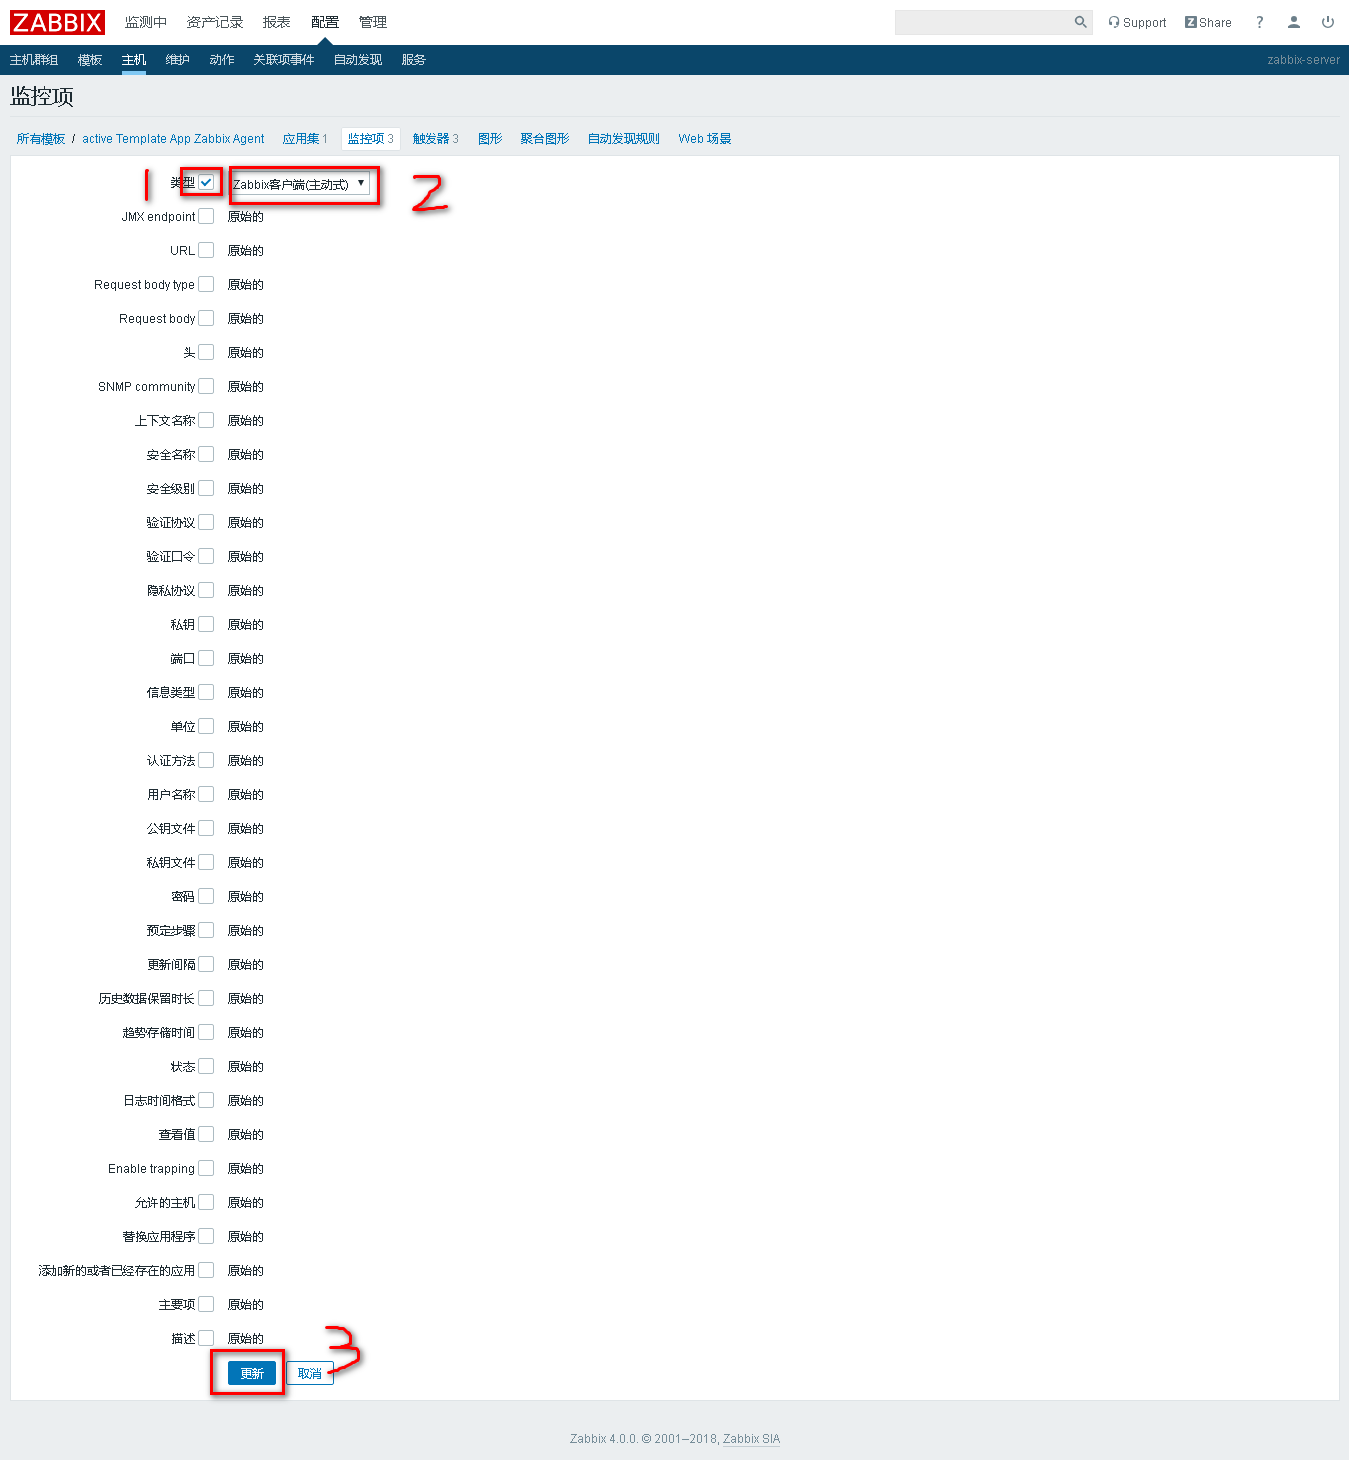 ZABBIX 监测中 资产记录 报表 配置 管理 Support Z Share ?
主机群组 模板 主机 维护 动作 关联项事件 自动发现 服务 zabbix-server
监控项
所有模板 / active Template App Zabbix Agent 应用集 1 监控项 3 触发器 3 图形 聚合图形 自动发现规则 Web 场景
1 类型 Zabbix客户端(主动式) 2
JMX endpoint 原始的
URL 原始的
Request body type 原始的
Request body 原始的
头 原始的
SNMP community 原始的
上下文名称 原始的
安全名称 原始的
安全级别 原始的
验证协议 原始的
验证口令 原始的
隐私协议 原始的
私钥 原始的
端口 原始的
信息类型 原始的
单位 原始的
认证方法 原始的
用户名称 原始的
公钥文件 原始的
私钥文件 原始的
密码 原始的
预定步骤 原始的
更新间隔 原始的
历史数据保留时长 原始的
趋势存储时间 原始的
状态 原始的
日志时间格式 原始的
查看值 原始的
Enable trapping 原始的
允许的主机 原始的
替换应用程序 原始的
添加新的或者已经存在的应用 原始的
主要项 原始的
描述 原始的
更新 取消 3
Zabbix 4.0.0. © 2001–2018, Zabbix SIA